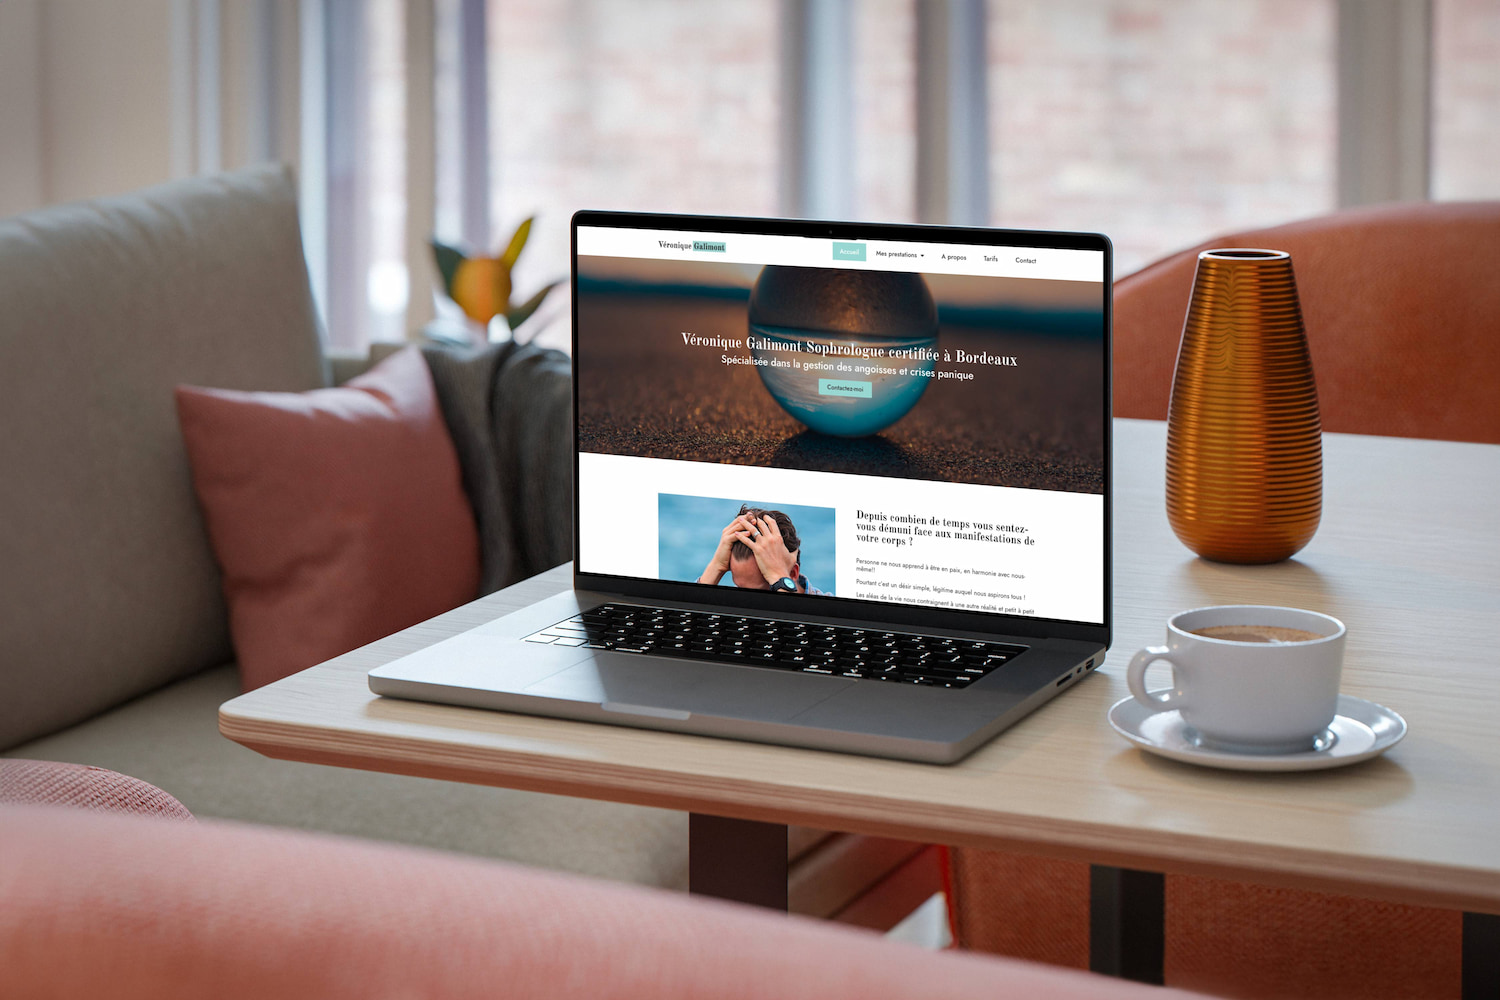 Véronique Galimont
Accueil
Mes prestations
A propos
Tarifs
Contact
Véronique Galimont Sophrologue certifiée à Bordeaux
Spécialisée dans la gestion des angoisses et crises panique
Contactez-moi
Depuis combien de temps vous sentez-
vous démuni face aux manifestations de
votre corps ?
Personne ne nous apprend à être en paix, en harmonie avec nous-
même!!
Pourtant c'est un désir simple, légitime auquel nous aspirons tous !
Les aléas de la vie nous contraignent à une autre réalité et petit à petit